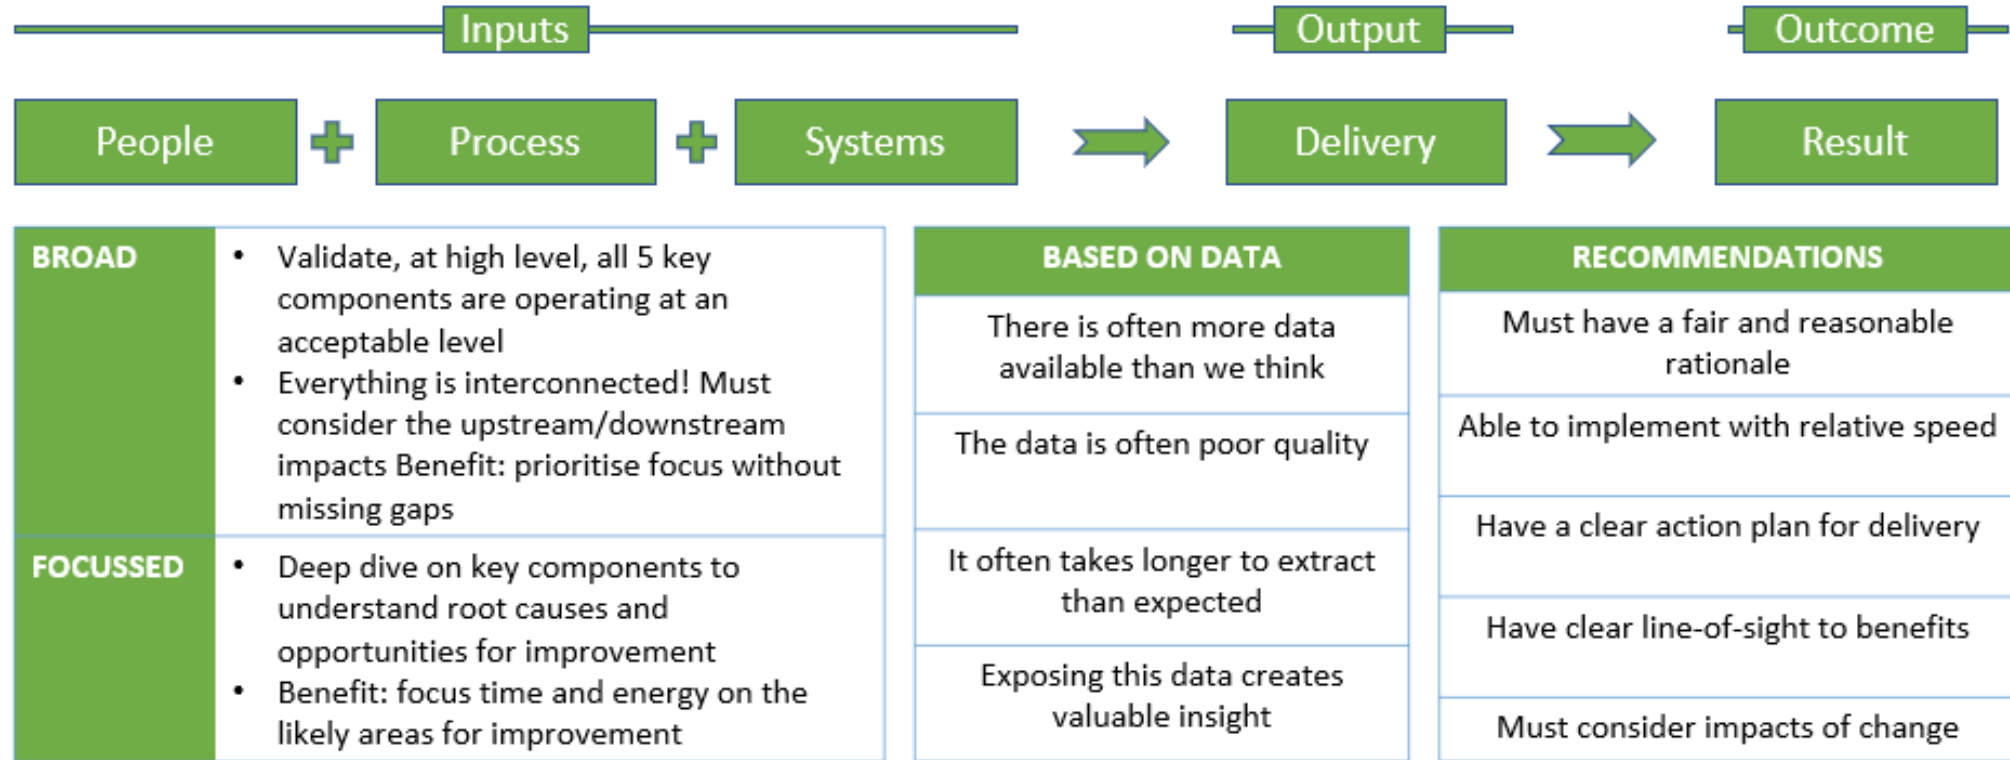 Inputs
Output
Outcome
People
Process
Systems
Delivery
Result
BROAD
• Validate, at high level, all 5 key
components are operating at an
acceptable level
• Everything is interconnected! Must
consider the upstream/downstream
impacts Benefit: prioritise focus without
missing gaps
FOCUSSED
• Deep dive on key components to
understand root causes and
opportunities for improvement
• Benefit: focus time and energy on the
likely areas for improvement
BASED ON DATA
There is often more data
available than we think
The data is often poor quality
It often takes longer to extract
than expected
Exposing this data creates
valuable insight
RECOMMENDATIONS
Must have a fair and reasonable
rationale
Able to implement with relative speed
Have a clear action plan for delivery
Have clear line-of-sight to benefits
Must consider impacts of change